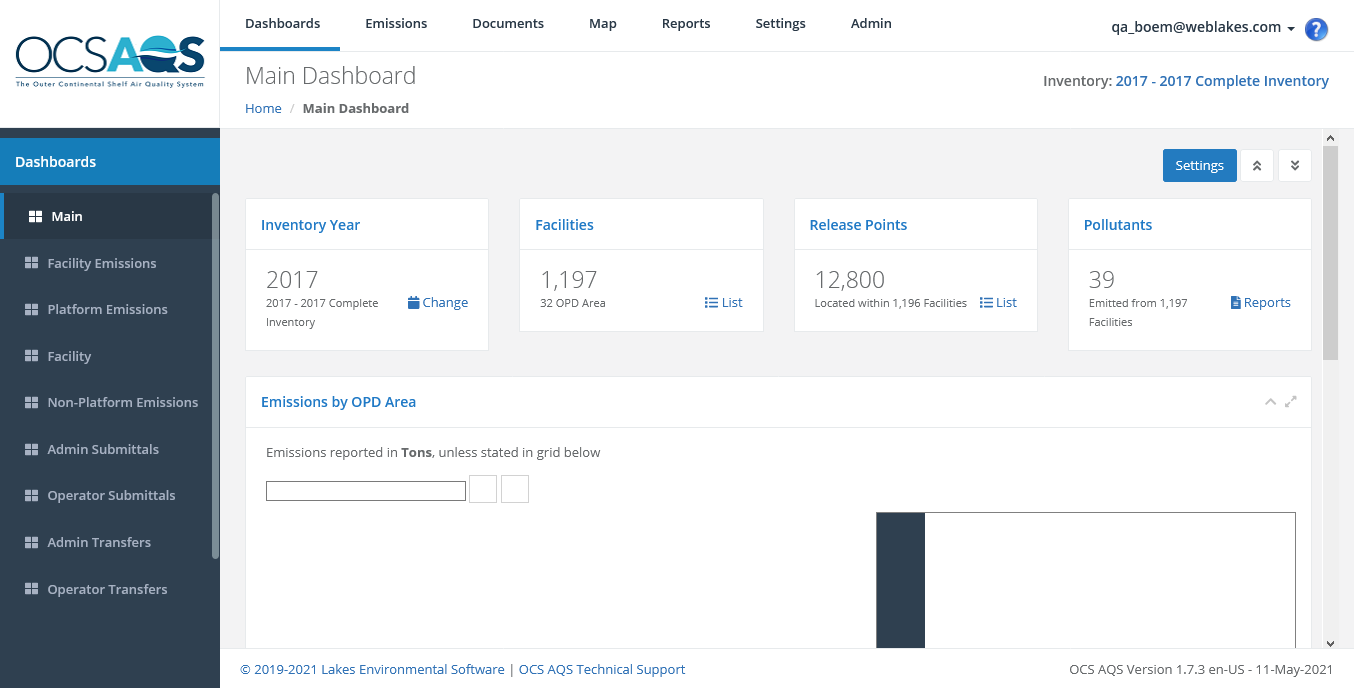 OCSAQS
The Outer Continental Shelf Air Quality System
Dashboards Emissions Documents Map Reports Settings Admin
qa_boem@weblakes.com
?
Main Dashboard
Home / Main Dashboard
Inventory: 2017 - 2017 Complete Inventory
Dashboards
Main
Facility Emissions
Platform Emissions
Facility
Non-Platform Emissions
Admin Submittals
Operator Submittals
Admin Transfers
Operator Transfers
Settings
Inventory Year
2017
2017 - 2017 Complete
Inventory
Change
Facilities
1,197
32 OPD Area
List
Release Points
12,800
Located within 1,196 Facilities
List
Pollutants
39
Emitted from 1,197
Facilities
Reports
Emissions by OPD Area
Emissions reported in Tons, unless stated in grid below
© 2019-2021 Lakes Environmental Software | OCS AQS Technical Support
OCS AQS Version 1.7.3 en-US - 11-May-2021